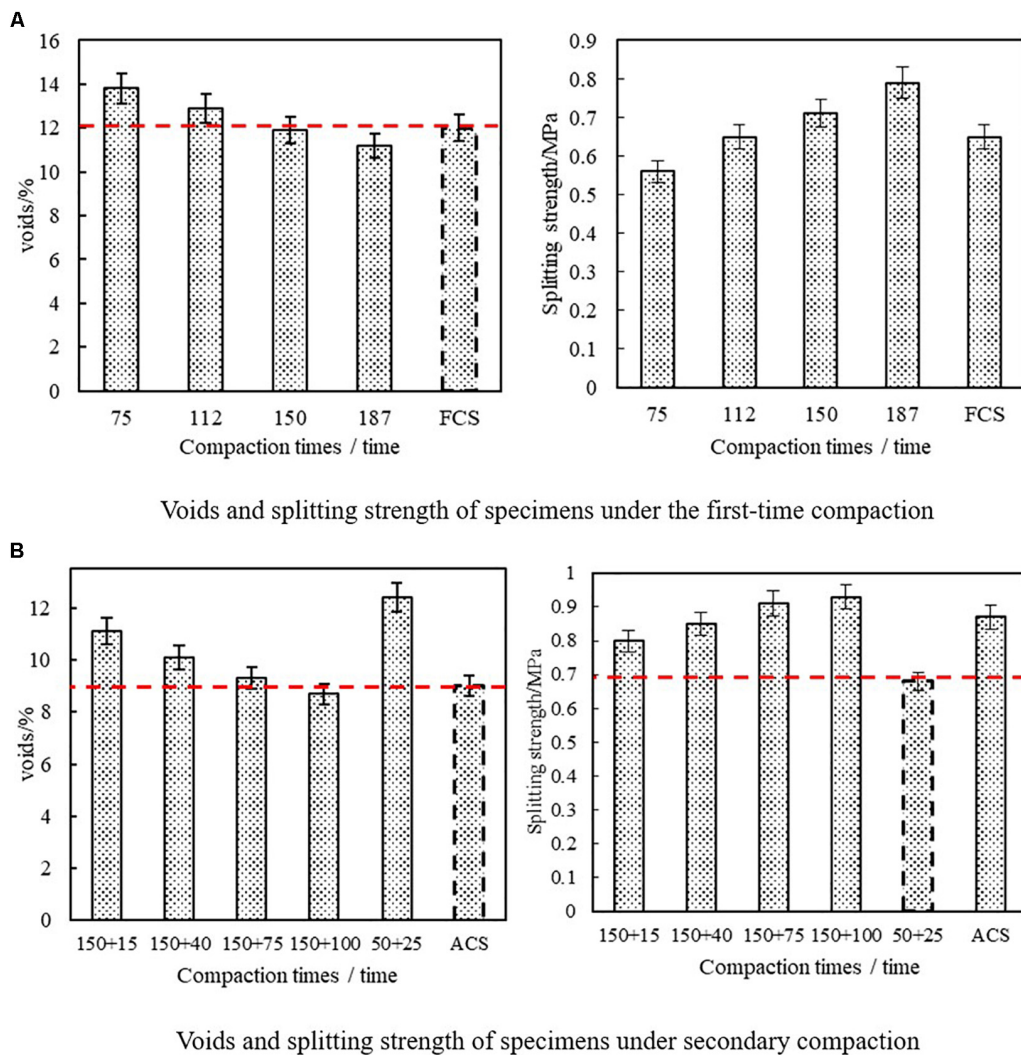 A
16
14
12
10
8
6
4
2
0
voids/%
75 112 150 187 FCS
Compaction times / time
0.9
0.8
0.7
0.6
0.5
0.4
0.3
0.2
0.1
0
Splitting strength/MPa
75 112 150 187 FCS
Compaction times / time
Voids and splitting strength of specimens under the first-time compaction
B
12
10
8
6
4
2
0
voids/%
150+15 150+40 150+75 150+100 50+25 ACS
Compaction times / time
1
0.9
0.8
0.7
0.6
0.5
0.4
0.3
0.2
0.1
0
Splitting strength/MPa
150+15 150+40 150+75 150+100 50+25 ACS
Compaction times / time
Voids and splitting strength of specimens under secondary compaction